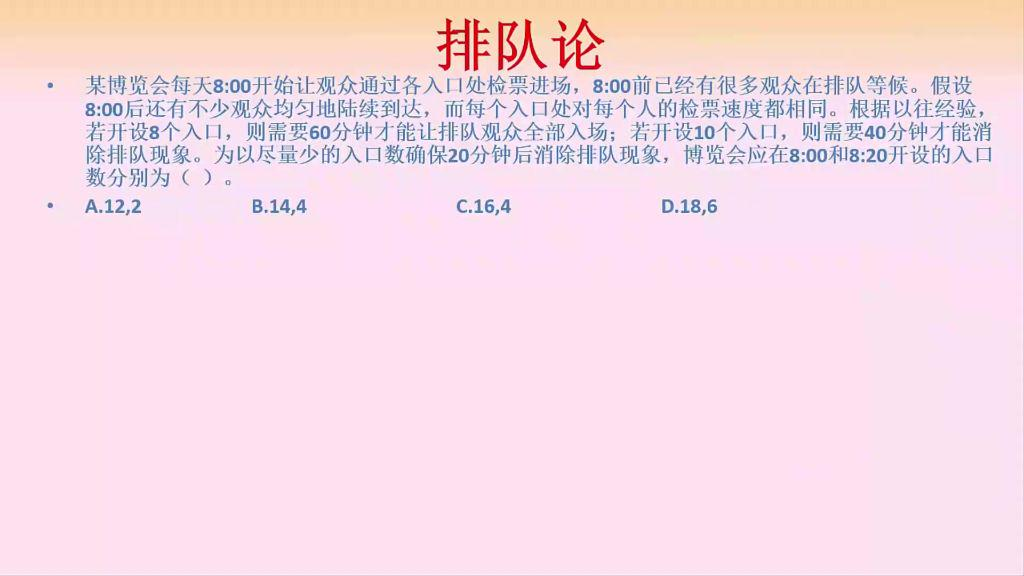 排队论
• 某博览会每天8:00开始让观众通过各入口处检票进场，8:00前已经有很多观众在排队等候。假设
8:00后还有不少观众均匀地陆续到达，而每个入口处对每个人的检票速度都相同。根据以往经验，
若开设8个入口，则需要60分钟才能让排队观众全部入场；若开设10个入口，则需要40分钟才能消
除排队现象。为以尽量少的入口数确保20分钟后消除排队现象，博览会应在8:00和8:20开设的入口
数分别为（ ）。
• A.12,2 B.14,4 C.16,4 D.18,6